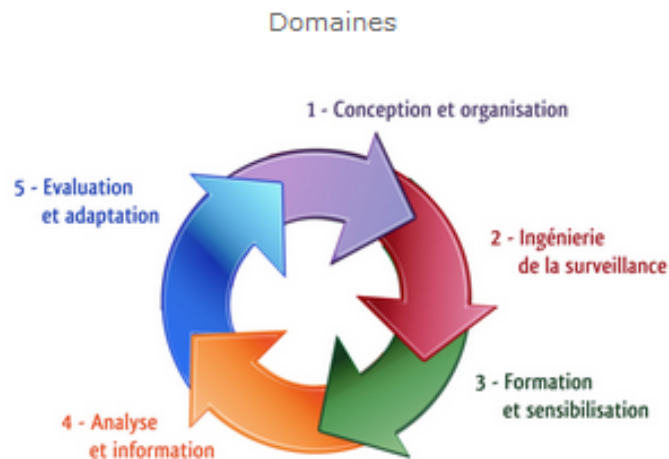 Domaines
1 - Conception et organisation
2 - Ingénierie
de la surveillance
3 - Formation
et sensibilisation
4 - Analyse
et information
5 - Evaluation
et adaptation